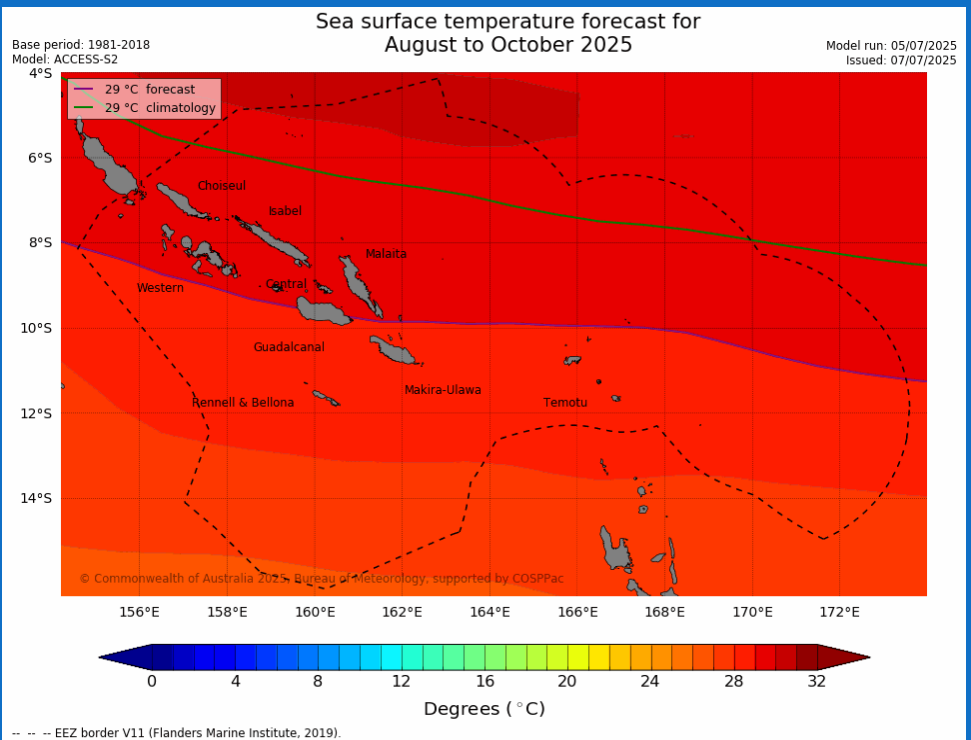 Sea surface temperature forecast for
August to October 2025
Base period: 1981-2018
Model: ACCESS-S2
Model run: 05/07/2025
Issued: 07/07/2025
29 °C forecast
29 °C climatology
4°S
6°S
8°S
10°S
12°S
14°S
Choiseul
Isabel
Malaita
Western
Central
Guadalcanal
Makira-Ulawa
Rennell & Bellona
Temotu
© Commonwealth of Australia 2025, Bureau of Meteorology, supported by COSPPac
156°E 158°E 160°E 162°E 164°E 166°E 168°E 170°E 172°E
0 4 8 12 16 20 24 28 32
Degrees (°C)
-- -- -- EEZ border V11 (Flanders Marine Institute, 2019).